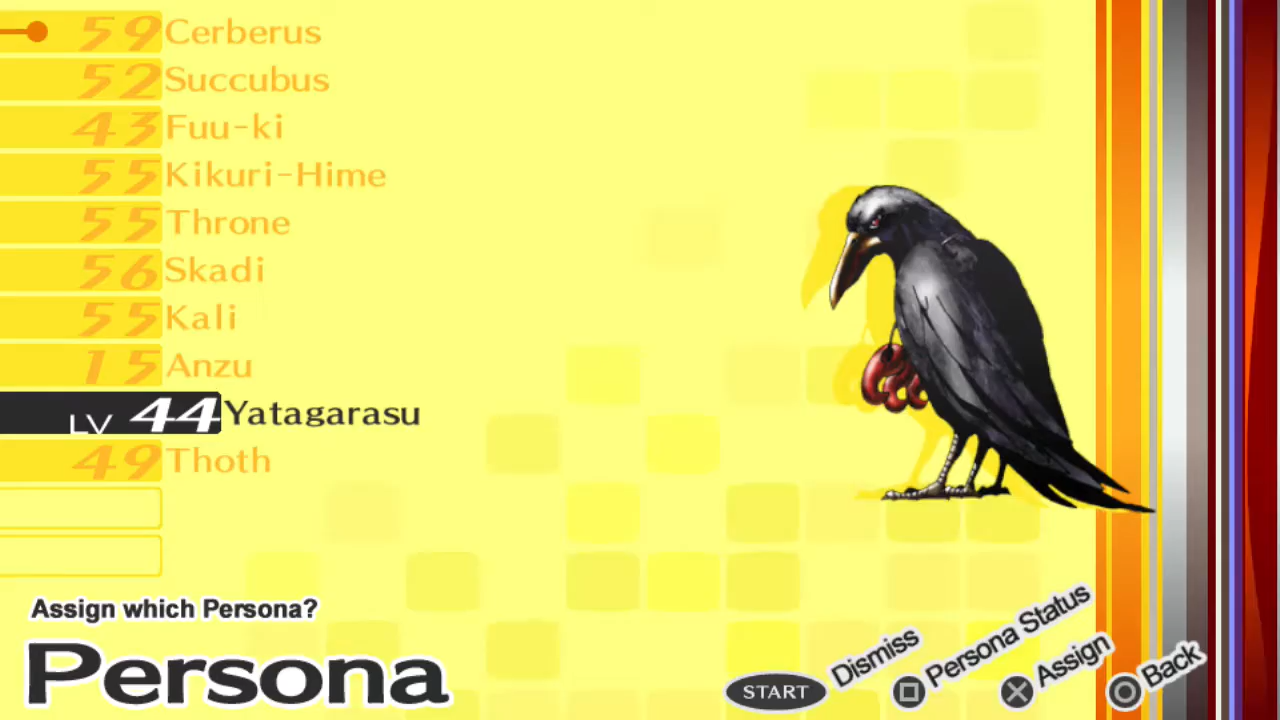 59 Cerberus
52 Succubus
43 Fuu-ki
55 Kikuri-Hime
55 Throne
56 Skadi
55 Kali
15 Anzu
LV 44 Yatagarasu
49 Thoth
Assign which Persona?
Persona
START Dismiss Persona Status Assign Back